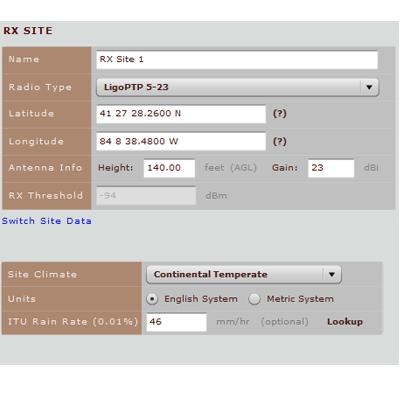 RX SITE
Name RX Site 1
Radio Type LigoPTP 5-23
Latitude 41 27 28.2600 N (?)
Longitude 84 8 38.4800 W (?)
Antenna Info Height: 140.00 feet (AGL) Gain: 23 dBi
RX Threshold -94 dBm
Switch Site Data
Site Climate Continental Temperate
Units English System Metric System
ITU Rain Rate (0.01%) 46 mm/hr (optional) Lookup